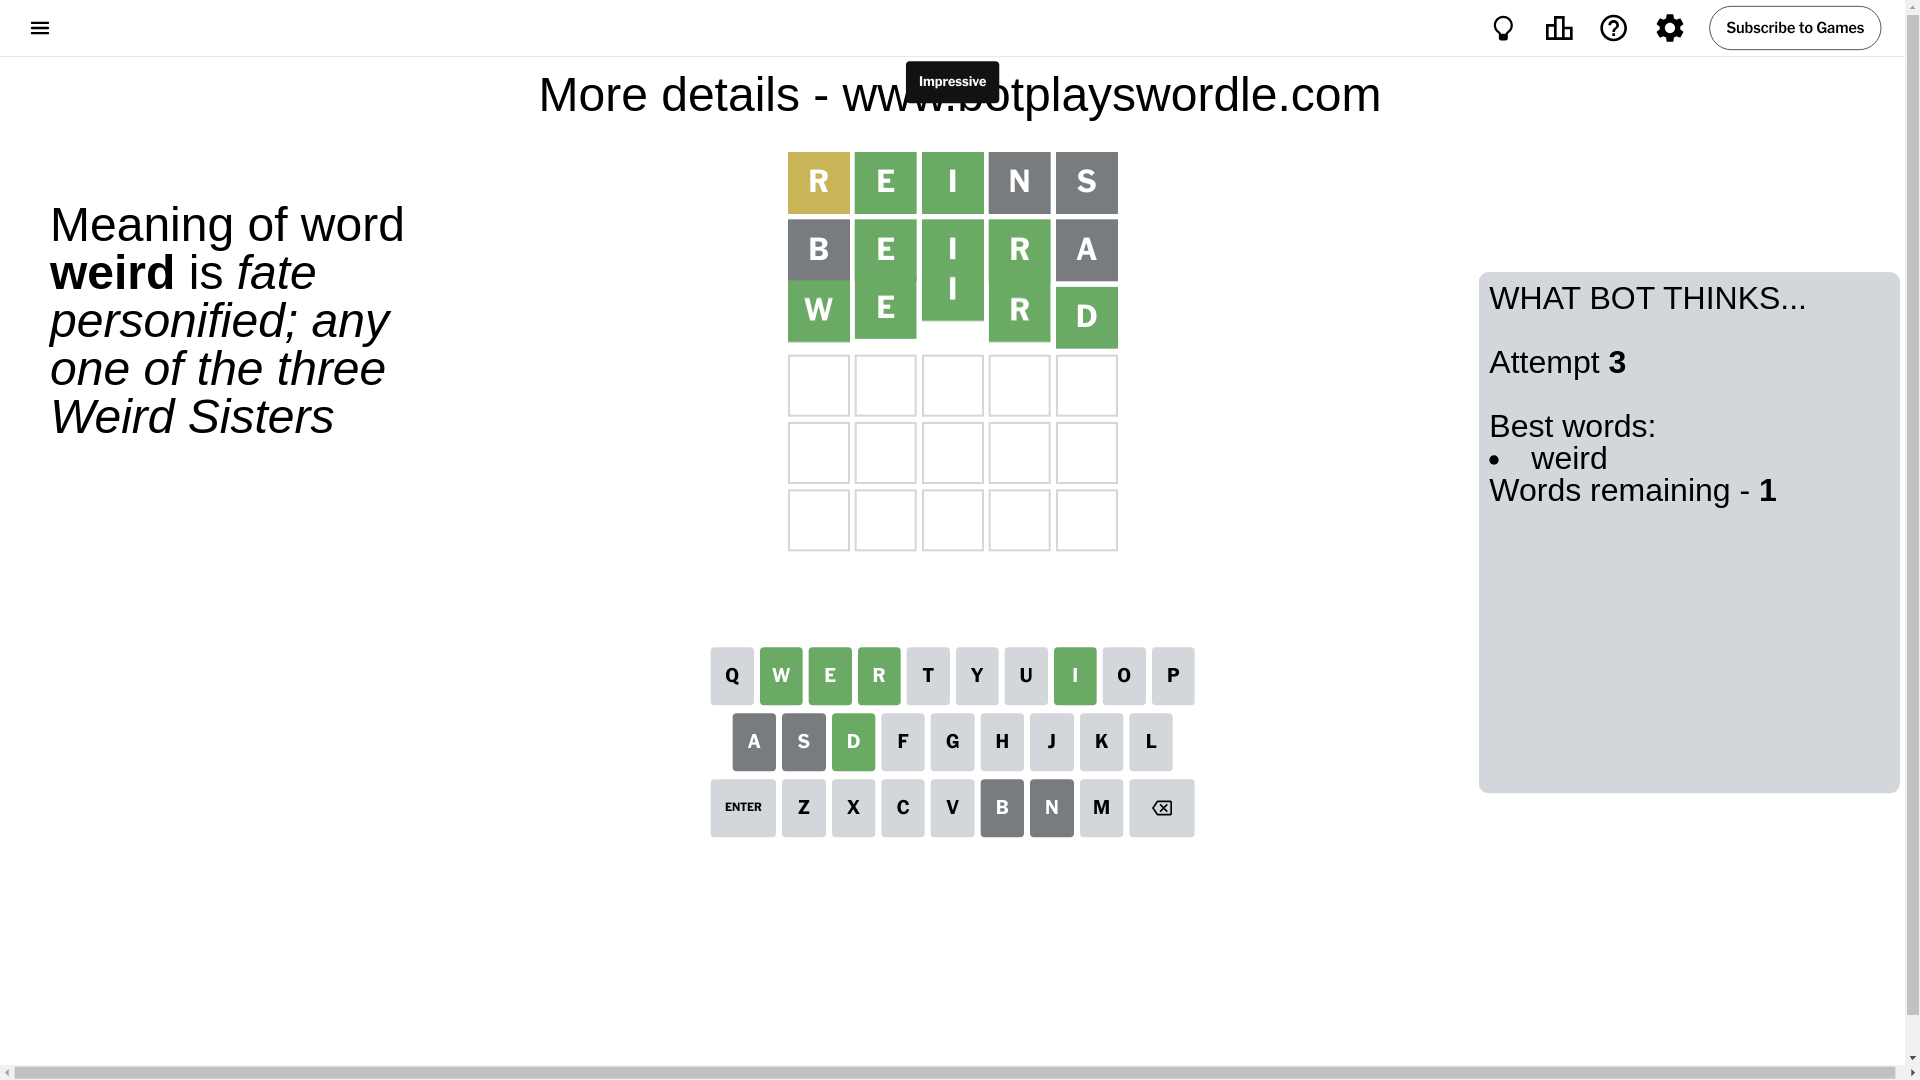 Subscribe to Games
Impressive
More details - www.botplayswordle.com
Meaning of word
weird is fate
personified; any
one of the three
Weird Sisters
R E I N S
B E I R A
W E I R D
WHAT BOT THINKS...
Attempt 3
Best words:
• weird
Words remaining - 1
Q W E R T Y U I O P
A S D F G H J K L
ENTER Z X C V B N M